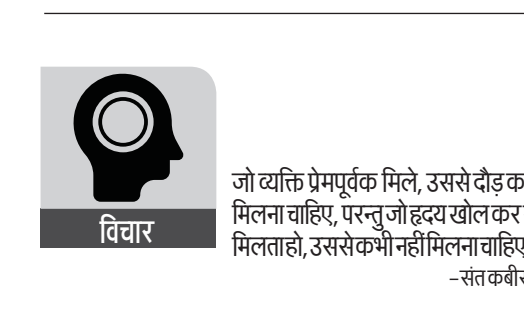 विचार
जो व्यक्ति प्रेमपूर्वक मिले, उससे दौड़ क
मिलना चाहिए, परन्तु जो हृदय खोल कर
मिलता हो, उससे कभी नहीं मिलना चाहिए
–संत कबीर